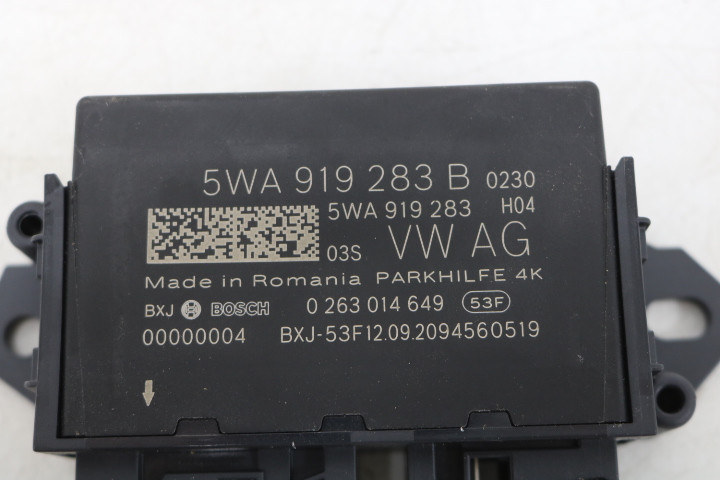 5WA 919 283 B 0230
5WA 919 283 H04
03S VW AG
Made in Romania PARKHILFE 4K
BXJ BOSCH 0 263 014 649 53F
00000004 BXJ-53F12.09.2094560519